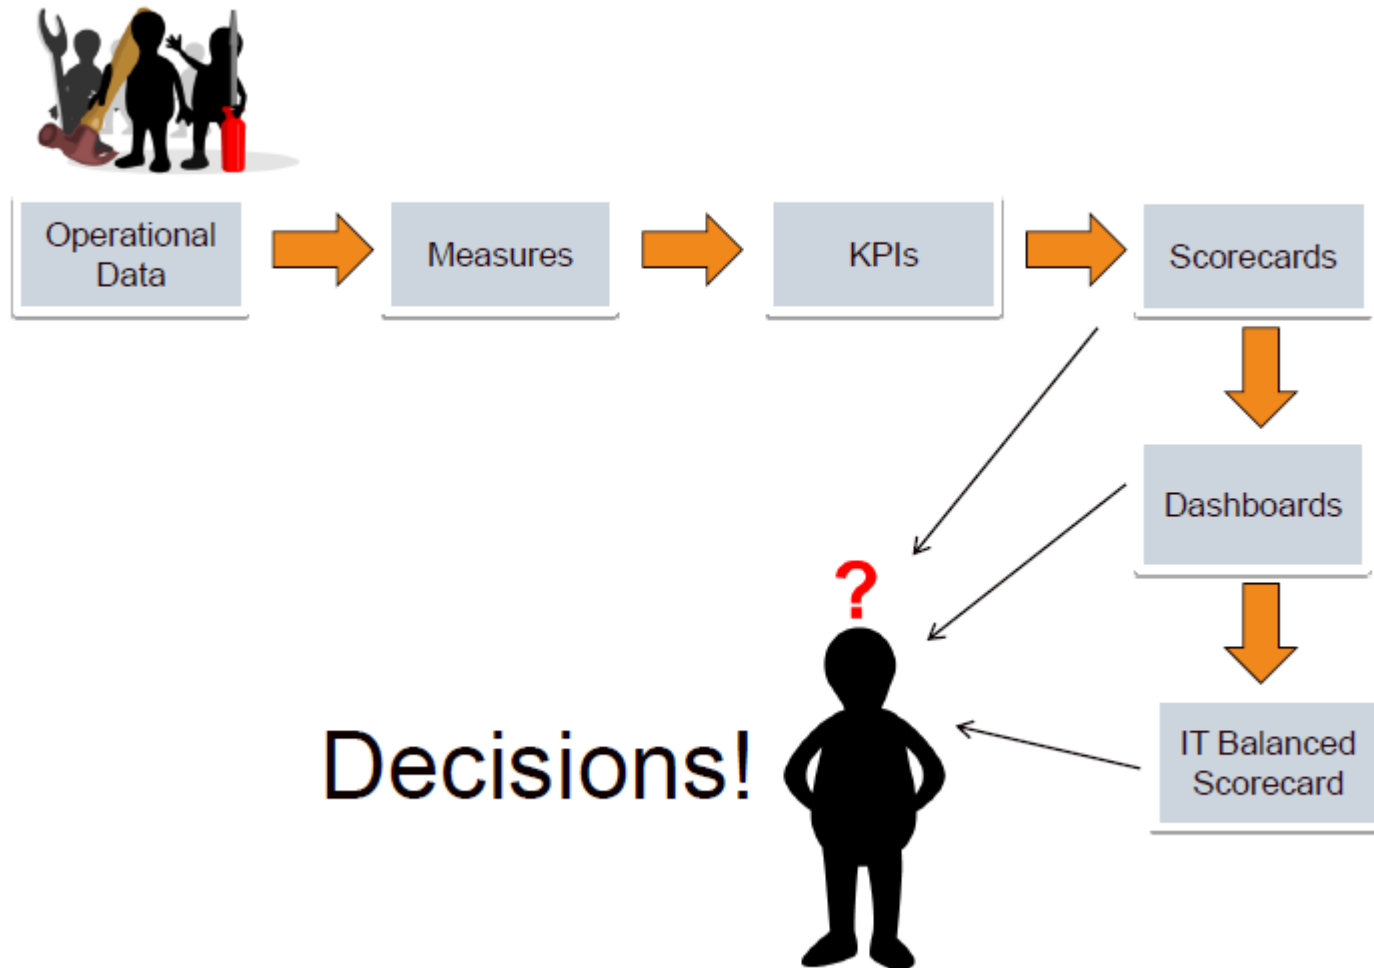 Operational
Data
Measures
KPIs
Scorecards
Dashboards
?
Decisions!
IT Balanced
Scorecard